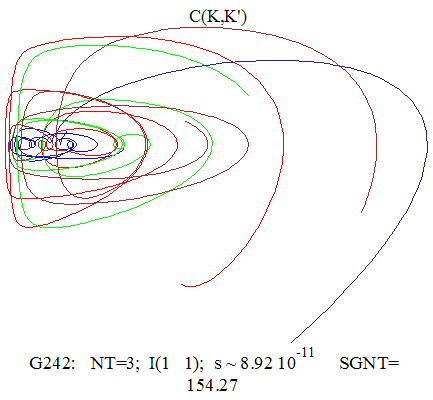 C(K,K')
G242: NT=3; I(1 1); s ~ 8.92 10^-11 SGNT=
154.27